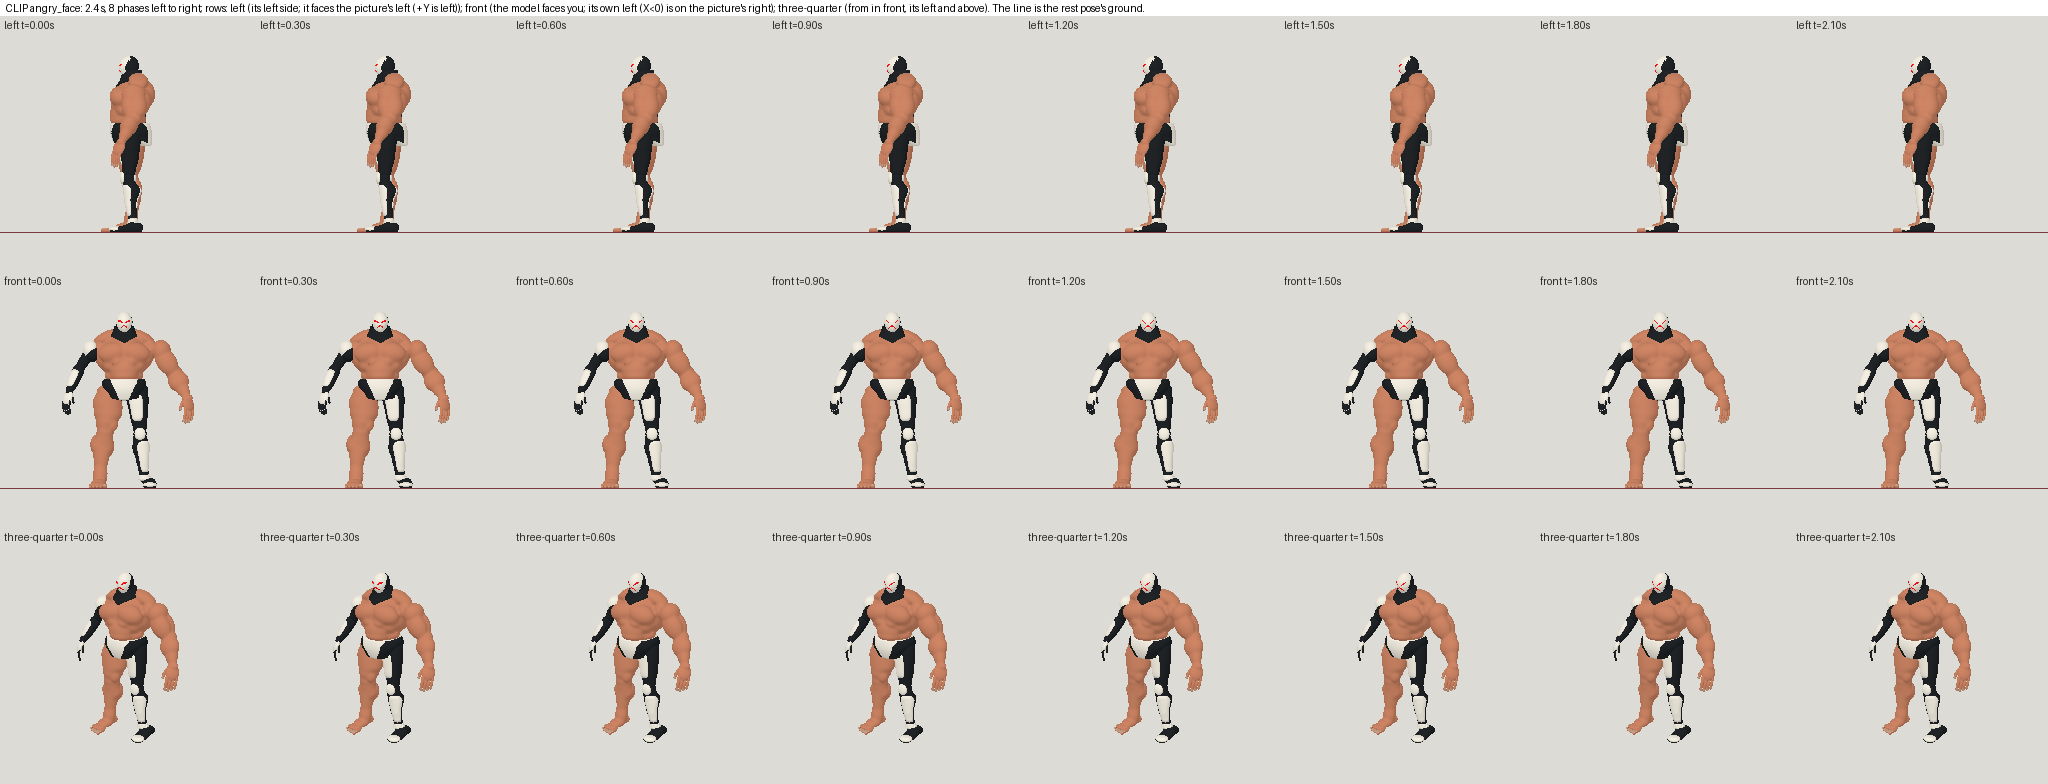 CLIP angry_face: 2.4s, 8 phases left to right; rows: left (its left side; it faces the picture's left (+Y is left)); front (the model faces you; its own left (X<0) is on the picture's right); three-quarter (from in front, its left and above). The line is the rest pose's ground.
left t=0.00s left t=0.30s left t=0.60s left t=0.90s left t=1.20s left t=1.50s left t=1.80s left t=2.10s
front t=0.00s front t=0.30s front t=0.60s front t=0.90s front t=1.20s front t=1.50s front t=1.80s front t=2.10s
three-quarter t=0.00s three-quarter t=0.30s three-quarter t=0.60s three-quarter t=0.90s three-quarter t=1.20s three-quarter t=1.50s three-quarter t=1.80s three-quarter t=2.10s